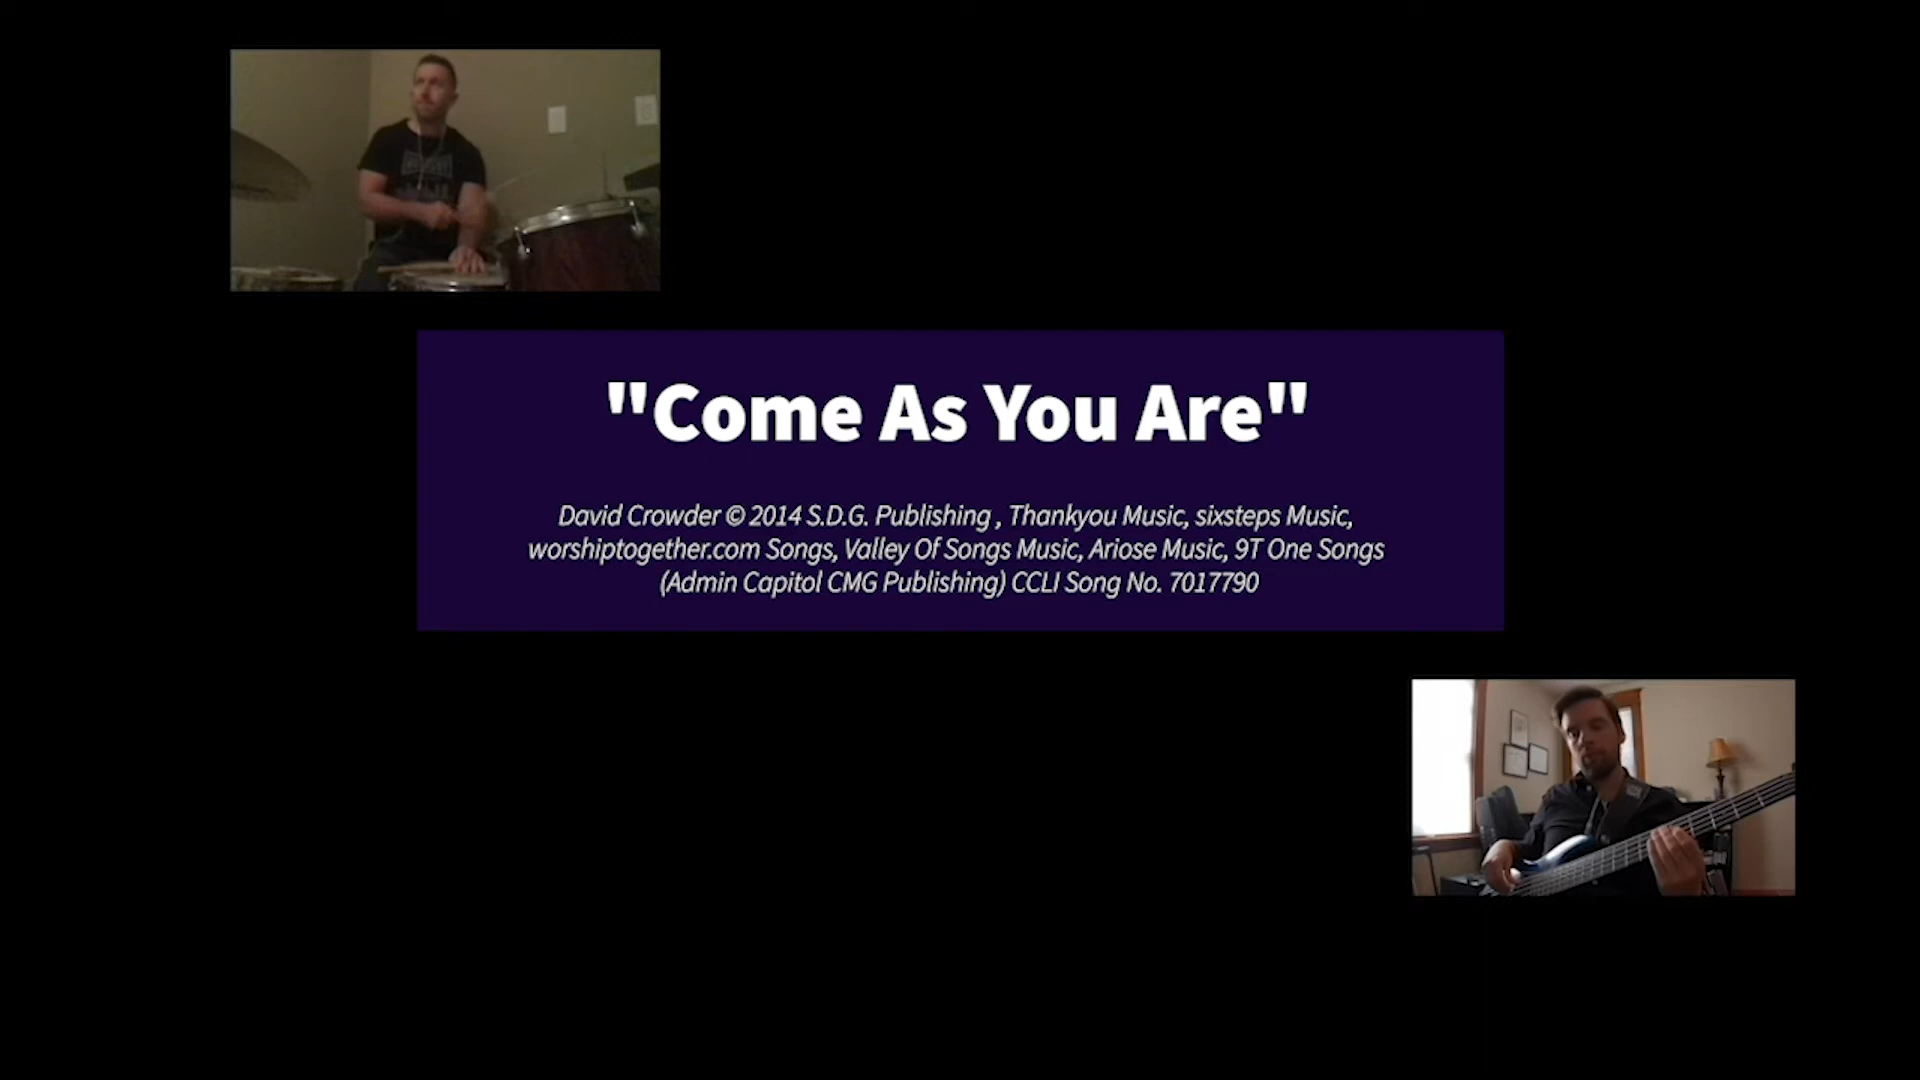 "Come As You Are"
David Crowder © 2014 S.D.G. Publishing , Thankyou Music, sixsteps Music,
worshiptogether.com Songs, Valley Of Songs Music, Ariose Music, 9T One Songs
(Admin Capitol CMG Publishing) CCLI Song No. 7017790